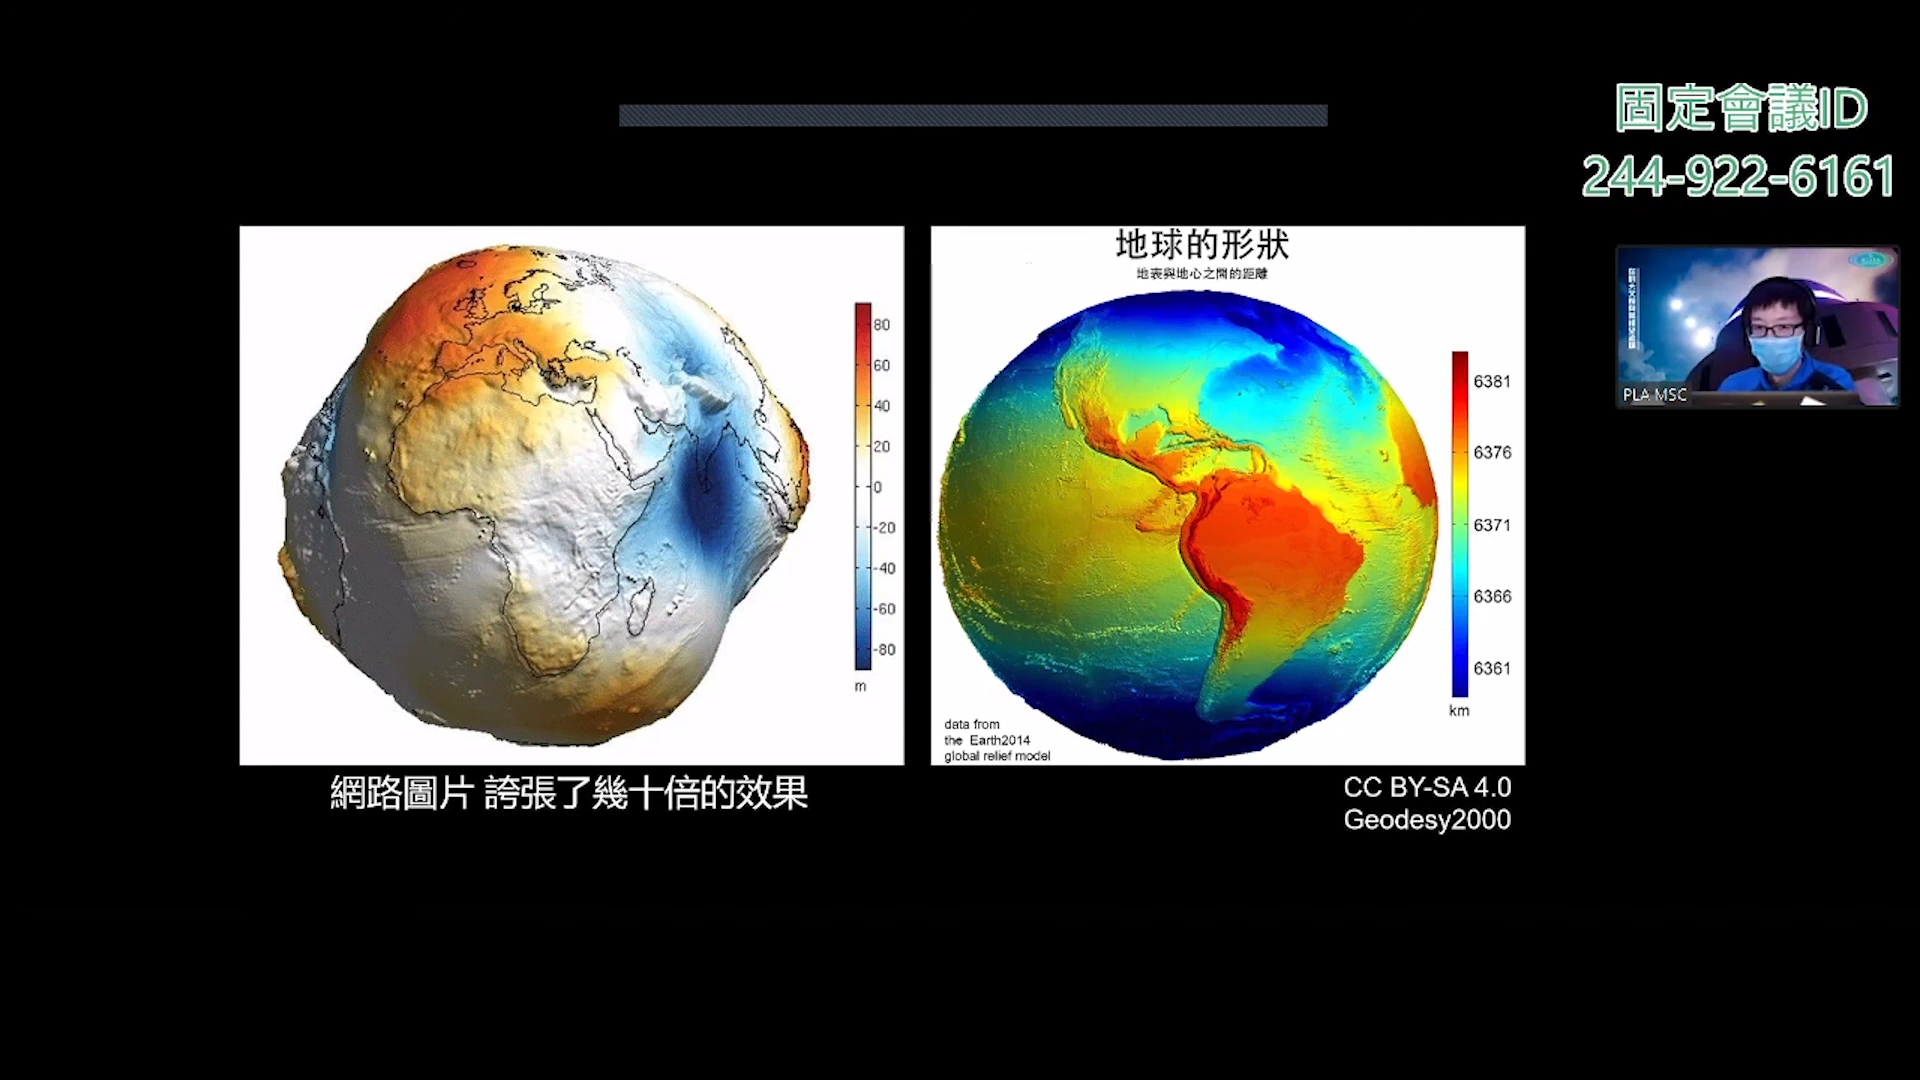 固定會議ID
244-922-6161
80
60
40
20
0
-20
-40
-60
-80
m
網路圖片 誇張了幾十倍的效果
地球的形狀
地表與地心之間的距離
6381
6376
6371
6366
6361
km
data from
the Earth2014
global relief model
CC BY-SA 4.0
Geodesy2000
PLA MSC